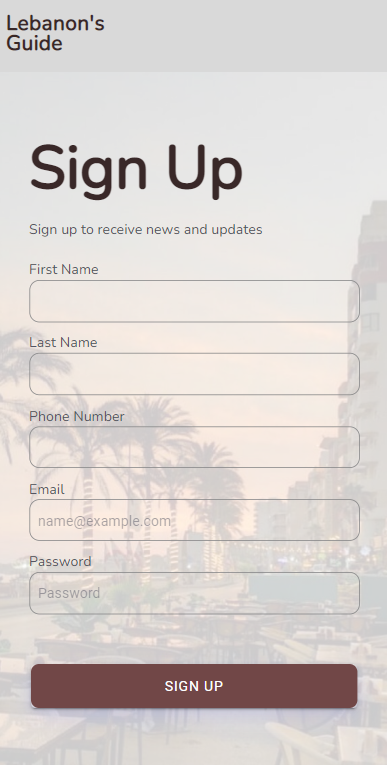 Lebanon's
Guide
Sign Up
Sign up to receive news and updates
First Name
Last Name
Phone Number
Email
name@example.com
Password
Password
SIGN UP